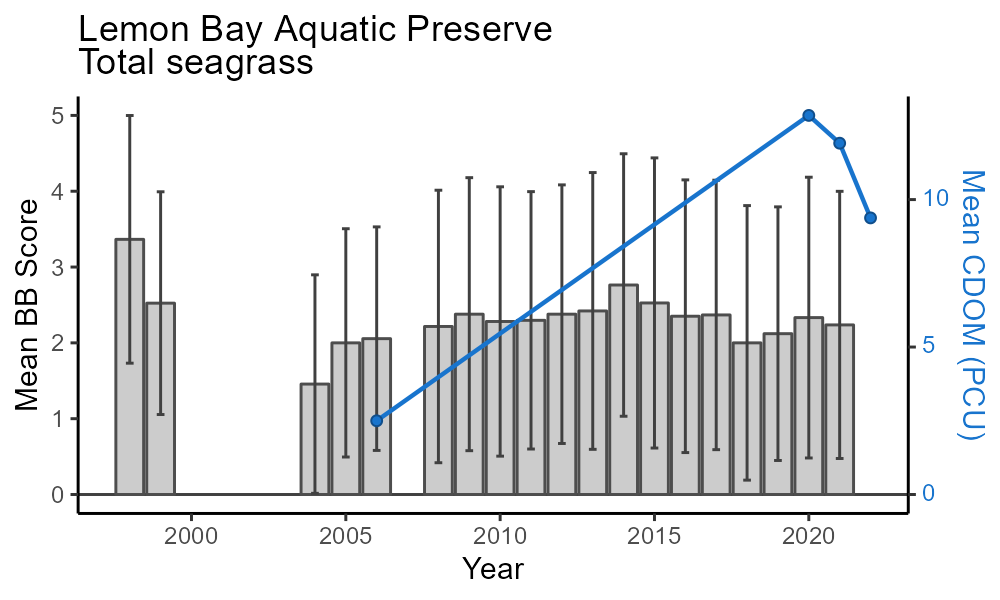 Lemon Bay Aquatic Preserve
Total seagrass
Mean BB Score
5
4
3
2
1
0
10
5
0
Mean CDOM (PCU)
2000
2005
2010
2015
2020
Year